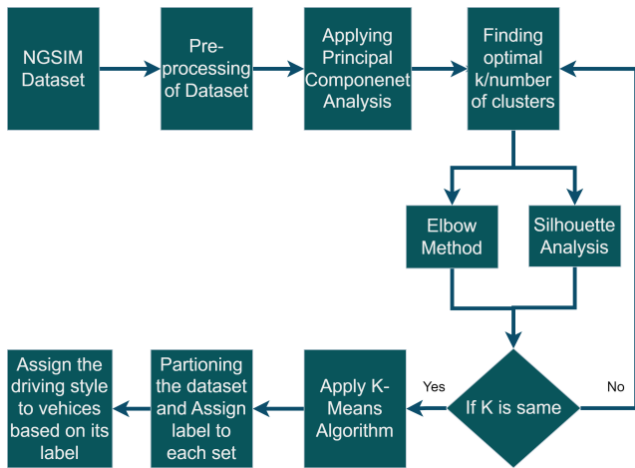 NGSIM
Dataset
Pre-
processing
of Dataset
Applying
Principal
Componenet
Analysis
Finding
optimal
k/number
of clusters
Elbow
Method
Silhouette
Analysis
If K is same
Yes
No
Apply K-
Means
Algorithm
Partioning
the dataset
and Assign
label to
each set
Assign the
driving style
to vehices
based on its
label